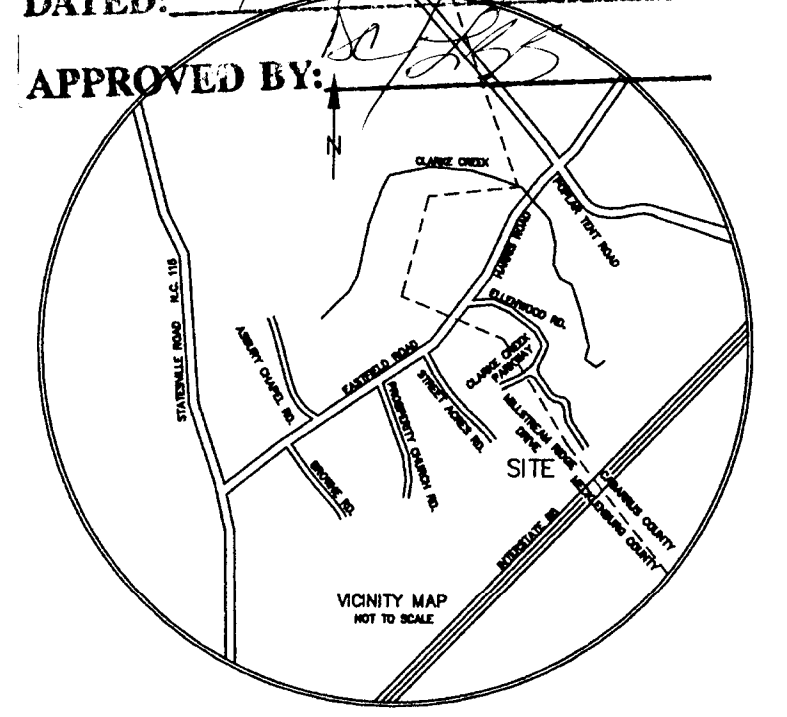 DATED:
APPROVED BY:
N
CLARKE CREEK
POPLAR TENT ROAD
HARRIS ROAD
STATESVILLE ROAD N.C. 115
ELLENWOOD RD.
ASBURY CHAPEL RD.
EASTFIELD ROAD
CLARKE CREEK
PARKWAY
STREET ACRES RD.
PROSPERITY CHURCH RD.
MILLSTREAM RIDGE
DRIVE
BROWNE RD.
SITE
CABARRUS COUNTY
MECKLENBURG COUNTY
INTERSTATE 85
VICINITY MAP
NOT TO SCALE